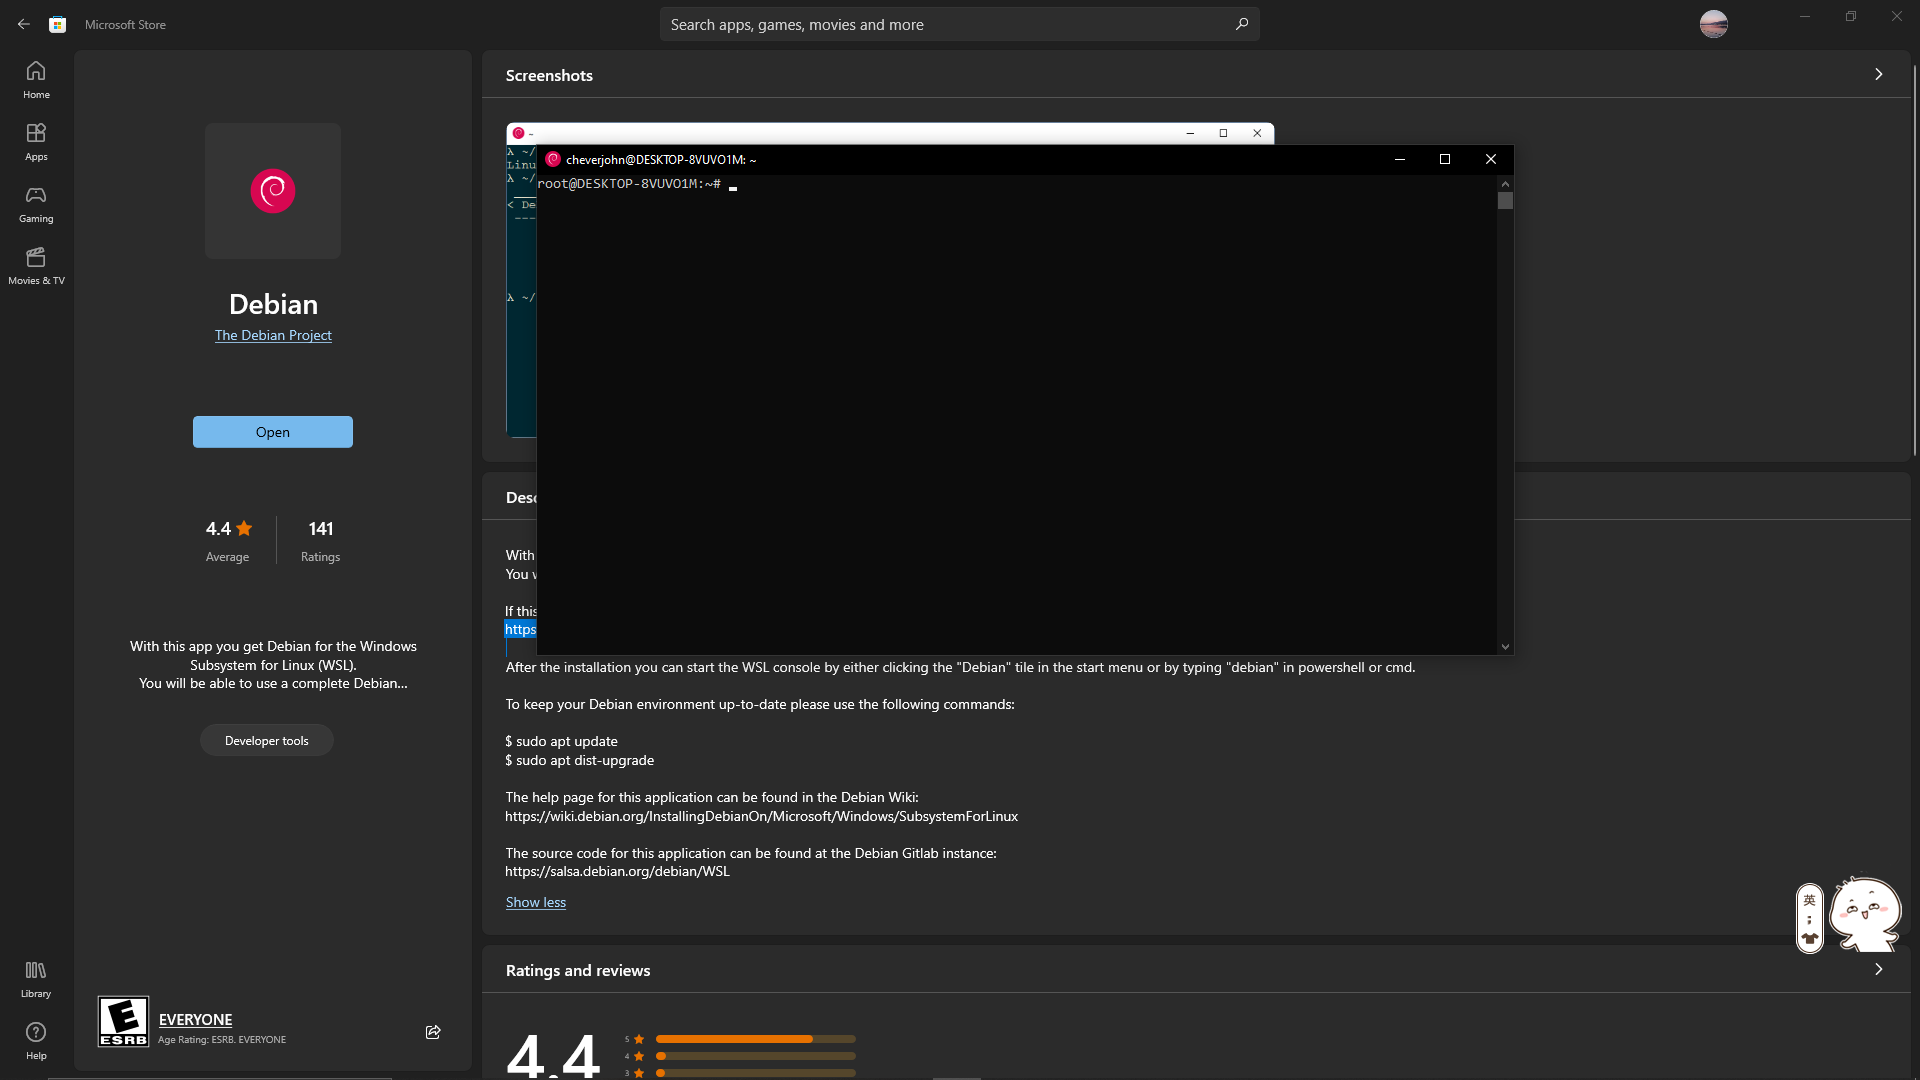 Microsoft Store
Search apps, games, movies and more
Home
Apps
Gaming
Movies & TV
Library
Help
Debian
The Debian Project
Open
4.4
Average
141
Ratings
With this app you get Debian for the Windows
Subsystem for Linux (WSL).
You will be able to use a complete Debian...
Developer tools
E
ESRB
EVERYONE
Age Rating: ESRB. EVERYONE
Screenshots
~
λ ~/
Linu
λ ~/
< De
----
λ ~/
cheverjohn@DESKTOP-8VUVO1M: ~
root@DESKTOP-8VUVO1M:~#
Desc
With
You w
If this
https
After the installation you can start the WSL console by either clicking the "Debian" tile in the start menu or by typing "debian" in powershell or cmd.
To keep your Debian environment up-to-date please use the following commands:
$ sudo apt update
$ sudo apt dist-upgrade
The help page for this application can be found in the Debian Wiki:
https://wiki.debian.org/InstallingDebianOn/Microsoft/Windows/SubsystemForLinux
The source code for this application can be found at the Debian Gitlab instance:
https://salsa.debian.org/debian/WSL
Show less
英
;
Ratings and reviews
4.4
5
4
3